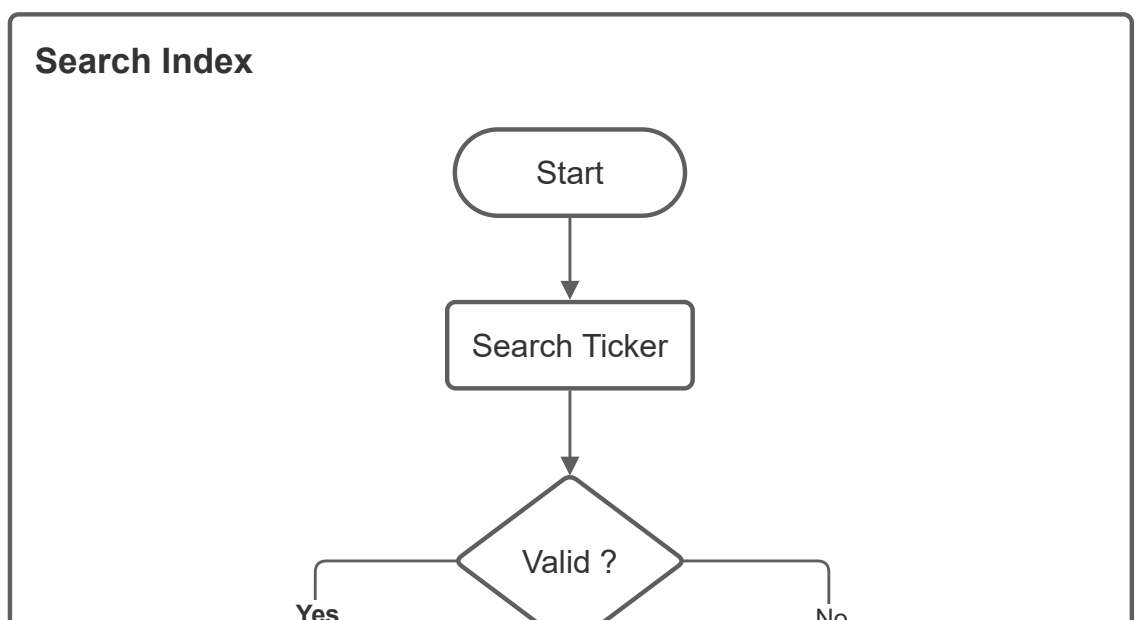 Search Index
Start
Search Ticker
Valid ?
Yes
No